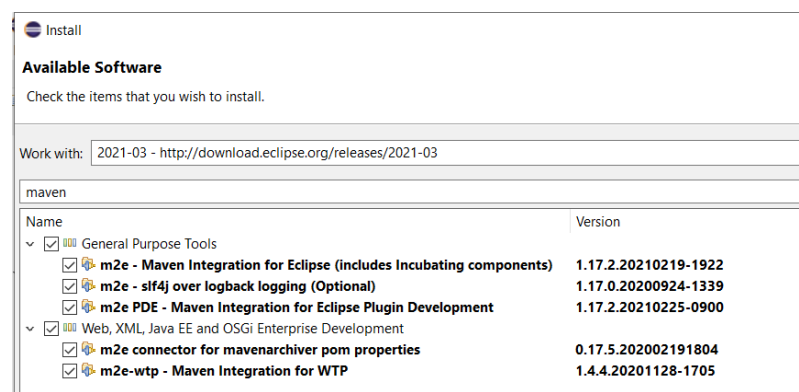 Install
Available Software
Check the items that you wish to install.
Work with: 2021-03 - http://download.eclipse.org/releases/2021-03
maven
Name Version
General Purpose Tools
m2e - Maven Integration for Eclipse (includes Incubating components) 1.17.2.20210219-1922
m2e - slf4j over logback logging (Optional) 1.17.0.20200924-1339
m2e PDE - Maven Integration for Eclipse Plugin Development 1.17.2.20210225-0900
Web, XML, Java EE and OSGi Enterprise Development
m2e connector for mavenarchiver pom properties 0.17.5.202002191804
m2e-wtp - Maven Integration for WTP 1.4.4.20201128-1705